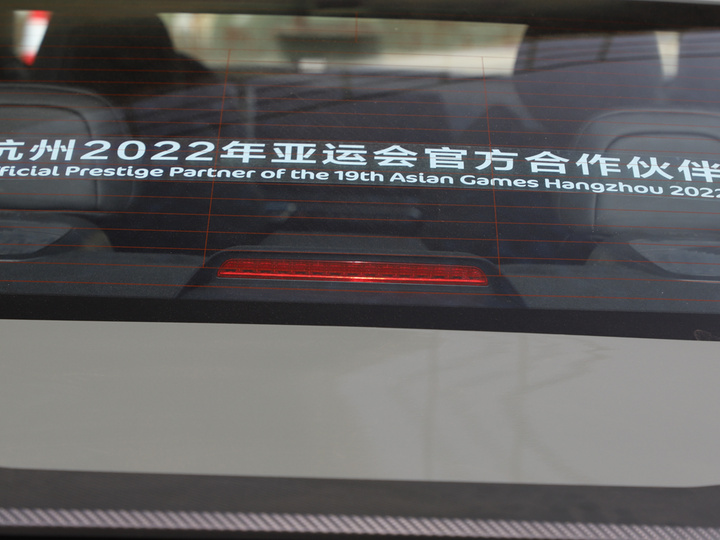 杭州2022年亚运会官方合作伙伴
Official Prestige Partner of the 19th Asian Games Hangzhou 2022